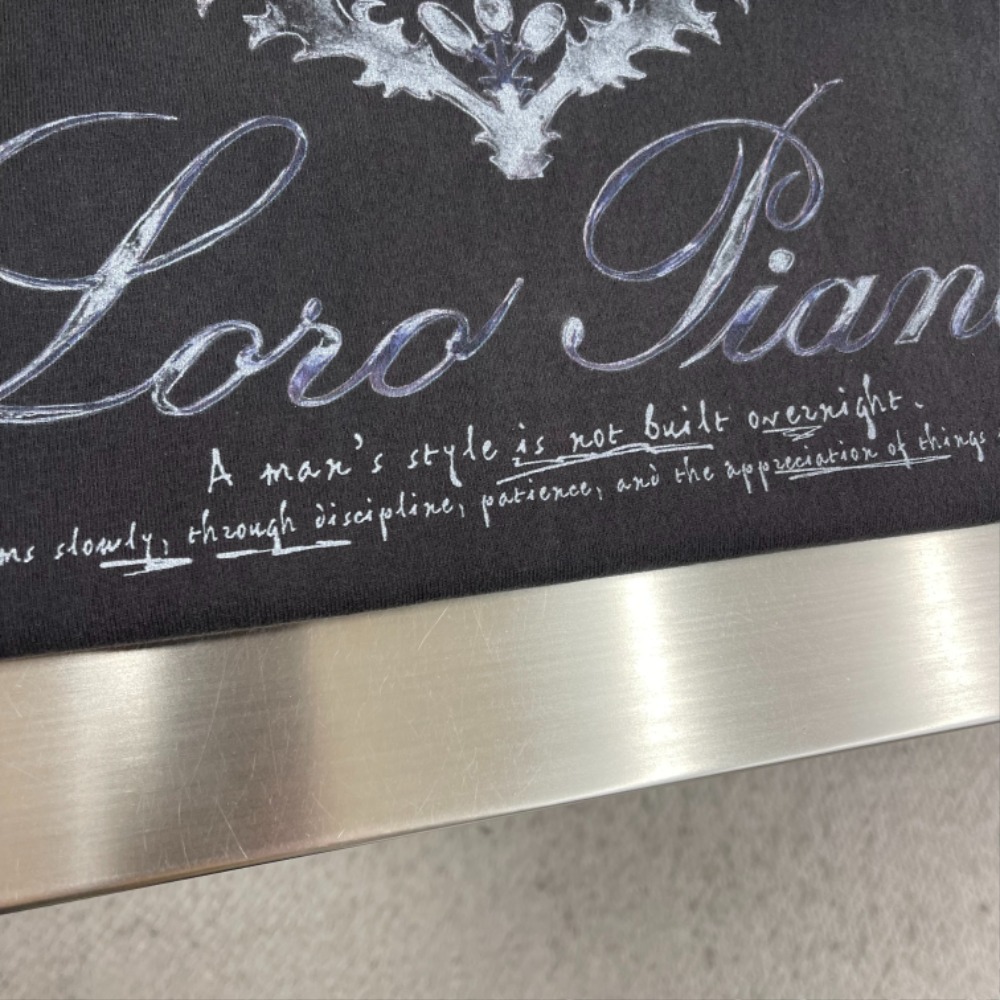 Loro Pian
A man's style is not built overnight.
ms slowly, through discipline, patience, and the appreciation of things